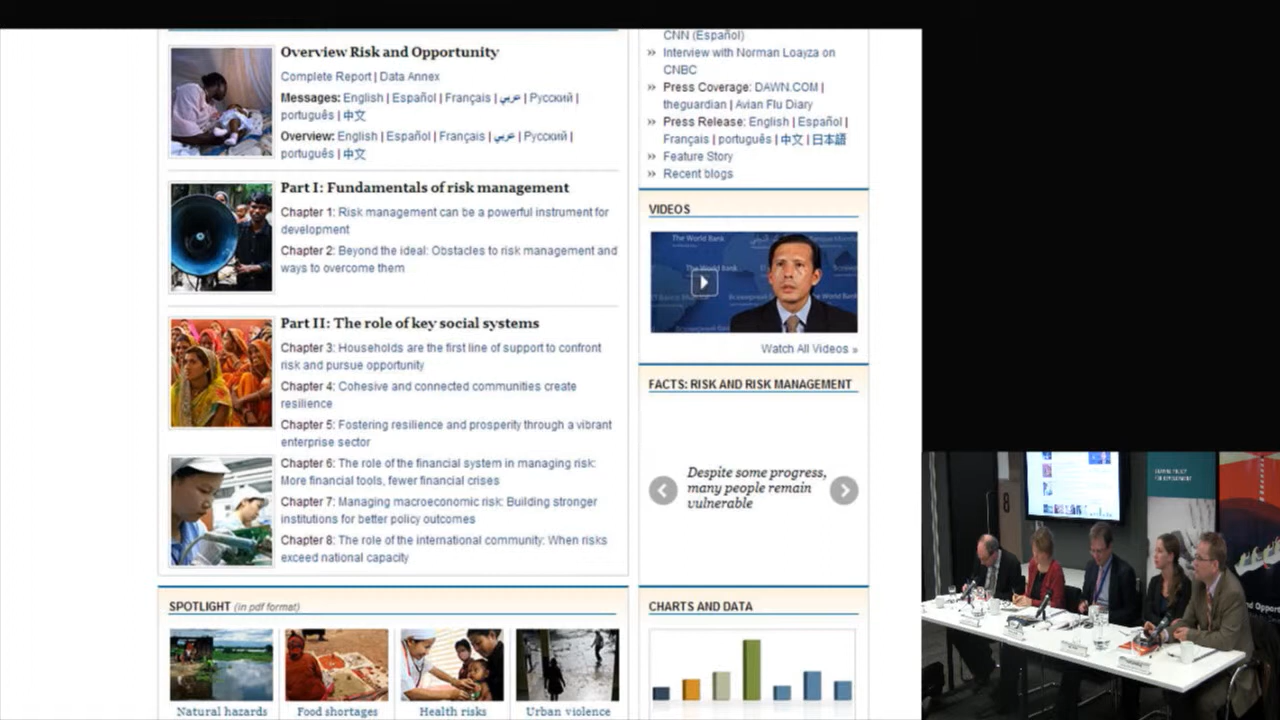 Overview Risk and Opportunity
Complete Report | Data Annex
Messages: English | Español | Français | عربي | Русский |
português | 中文
Overview: English | Español | Français | عربي | Русский |
português | 中文
Part I: Fundamentals of risk management
Chapter 1: Risk management can be a powerful instrument for
development
Chapter 2: Beyond the ideal: Obstacles to risk management and
ways to overcome them
Part II: The role of key social systems
Chapter 3: Households are the first line of support to confront
risk and pursue opportunity
Chapter 4: Cohesive and connected communities create
resilience
Chapter 5: Fostering resilience and prosperity through a vibrant
enterprise sector
Chapter 6: The role of the financial system in managing risk:
More financial tools, fewer financial crises
Chapter 7: Managing macroeconomic risk: Building stronger
institutions for better policy outcomes
Chapter 8: The role of the international community: When risks
exceed national capacity
SPOTLIGHT (in pdf format)
Natural hazards
Food shortages
Health risks
Urban violence
CNN (Español)
» Interview with Norman Loayza on
CNBC
» Press Coverage: DAWN.COM |
theguardian | Avian Flu Diary
» Press Release: English | Español |
Français | português | 中文 | 日本語
» Feature Story
» Recent blogs
VIDEOS
The World Bank
The World Bank
Watch All Videos »
FACTS: RISK AND RISK MANAGEMENT
Despite some progress,
many people remain
vulnerable
CHARTS AND DATA